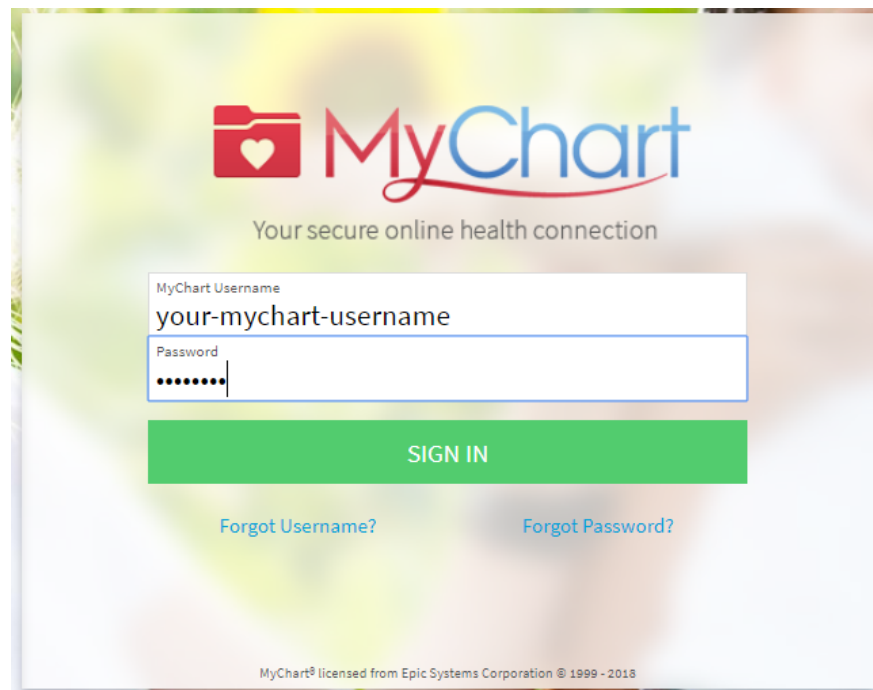 MyChart
Your secure online health connection
MyChart Username
your-mychart-username
Password
••••••••
SIGN IN
Forgot Username? Forgot Password?
MyChart® licensed from Epic Systems Corporation © 1999 - 2018